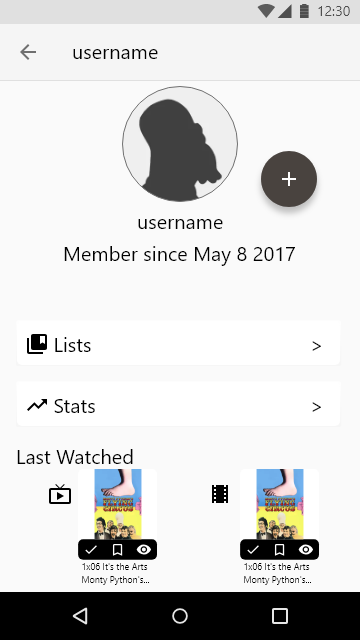 12:30
username
username
Member since May 8 2017
Lists >
Stats >
Last Watched
1x06 It's the Arts
Monty Python's...
1x06 It's the Arts
Monty Python's...